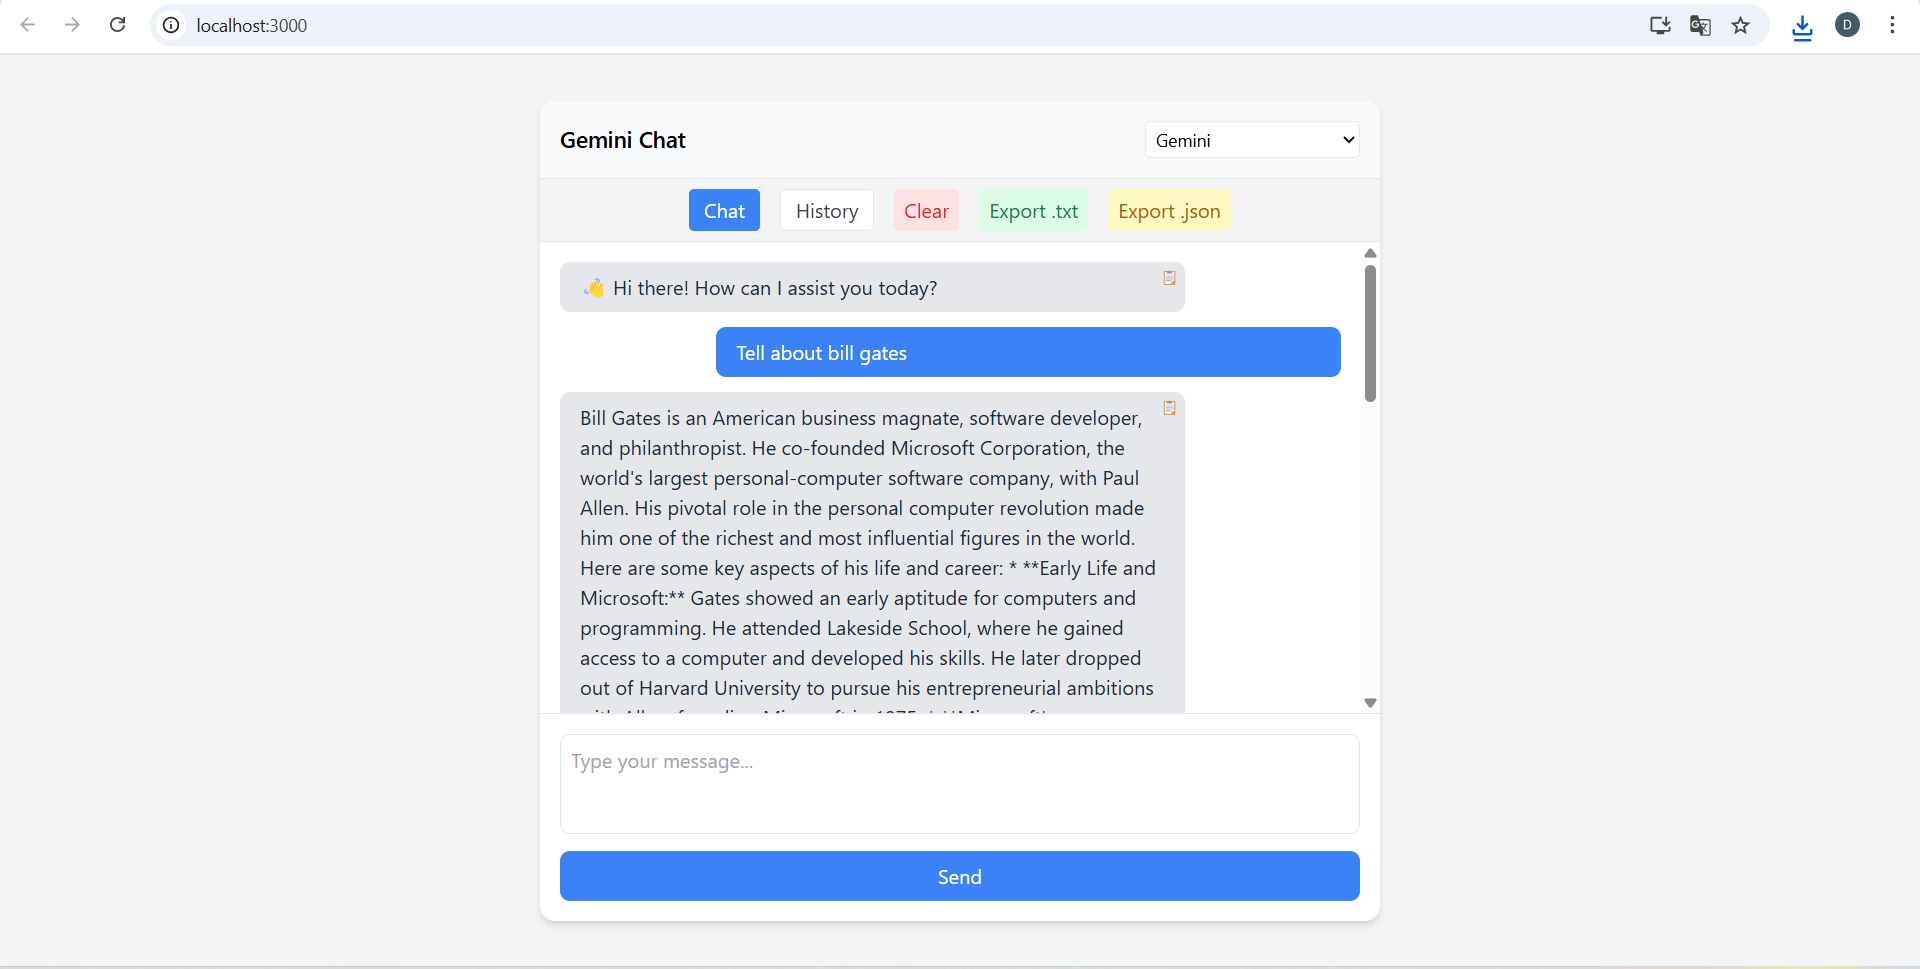 localhost:3000
D
Gemini Chat
Gemini
Chat History Clear Export .txt Export .json
👋 Hi there! How can I assist you today?
Tell about bill gates
Bill Gates is an American business magnate, software developer,
and philanthropist. He co-founded Microsoft Corporation, the
world's largest personal-computer software company, with Paul
Allen. His pivotal role in the personal computer revolution made
him one of the richest and most influential figures in the world.
Here are some key aspects of his life and career: * **Early Life and
Microsoft:** Gates showed an early aptitude for computers and
programming. He attended Lakeside School, where he gained
access to a computer and developed his skills. He later dropped
out of Harvard University to pursue his entrepreneurial ambitions
Type your message...
Send